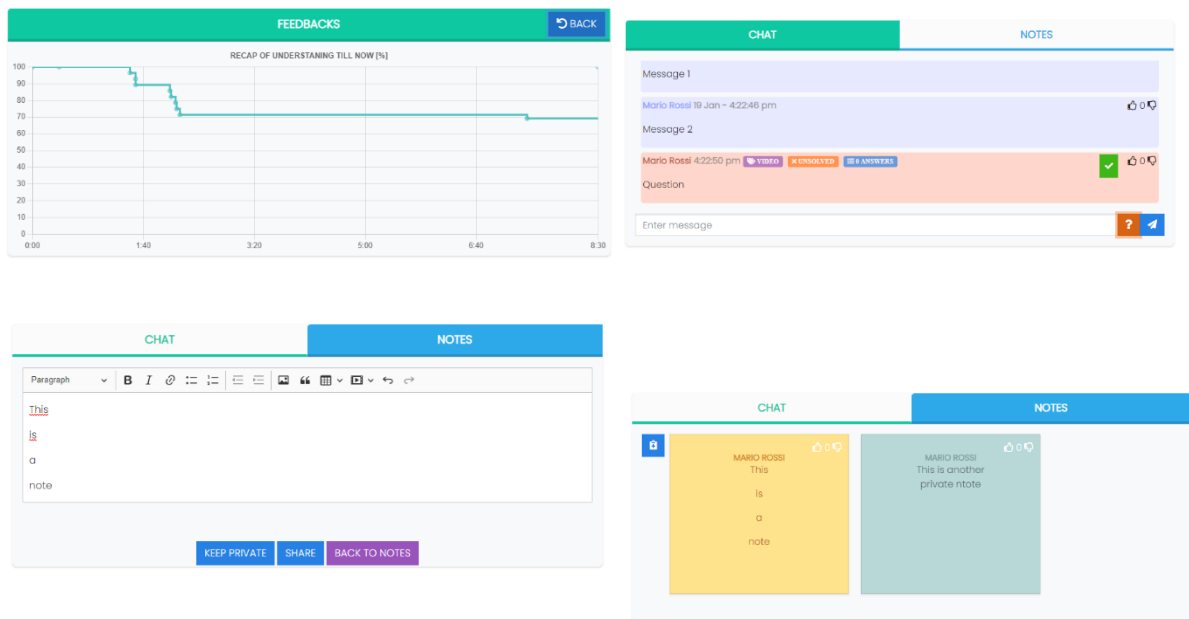 FEEDBACKS
BACK
RECAP OF UNDERSTANING TILL NOW [%]
100
90
80
70
60
50
40
30
20
10
0
0:00 1:40 3:20 5:00 6:40 8:30
CHAT NOTES
Message 1
Mario Rossi 19 Jan - 4:22:46 pm 0
Message 2
Mario Rossi 4:22:50 pm VIDEO UNSOLVED 0 ANSWERS 0
Question
Enter message ?
CHAT NOTES
Paragraph B I
This
is
a
note
KEEP PRIVATE SHARE BACK TO NOTES
CHAT NOTES
0
MARIO ROSSI
This
is
a
note
0
MARIO ROSSI
This is another
private ntote